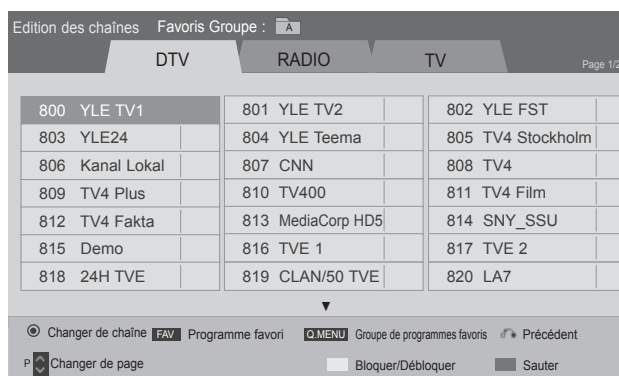 Edition des chaînes Favoris Groupe : A
DTV RADIO TV Page 1/2
800 YLE TV1 801 YLE TV2 802 YLE FST
803 YLE24 804 YLE Teema 805 TV4 Stockholm
806 Kanal Lokal 807 CNN 808 TV4
809 TV4 Plus 810 TV400 811 TV4 Film
812 TV4 Fakta 813 MediaCorp HD5 814 SNY_SSU
815 Demo 816 TVE 1 817 TVE 2
818 24H TVE 819 CLAN/50 TVE 820 LA7
Changer de chaîne FAV Programme favori Q.MENU Groupe de programmes favoris Précédent
P Changer de page Bloquer/Débloquer Sauter